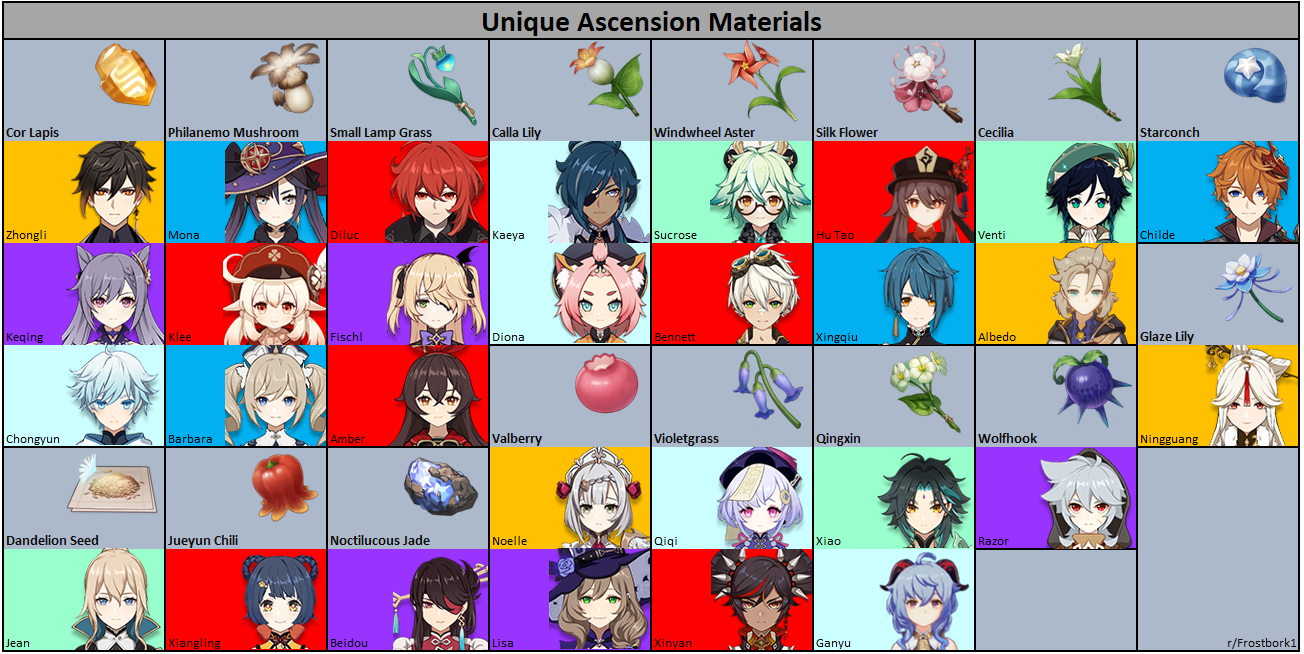 Unique Ascension Materials
Cor Lapis
Philanemo Mushroom
Small Lamp Grass
Calla Lily
Windwheel Aster
Silk Flower
Cecilia
Starconch
Zhongli
Mona
Diluc
Kaeya
Sucrose
Hu Tao
Venti
Childe
Keqing
Klee
Fischl
Diona
Bennett
Xingqiu
Albedo
Glaze Lily
Chongyun
Barbara
Amber
Valberry
Violetgrass
Qingxin
Wolfhook
Ningguang
Dandelion Seed
Jueyun Chili
Noctilucous Jade
Noelle
Qiqi
Xiao
Razor
Jean
Xiangling
Beidou
Lisa
Xinyan
Ganyu
r/Frostbork1